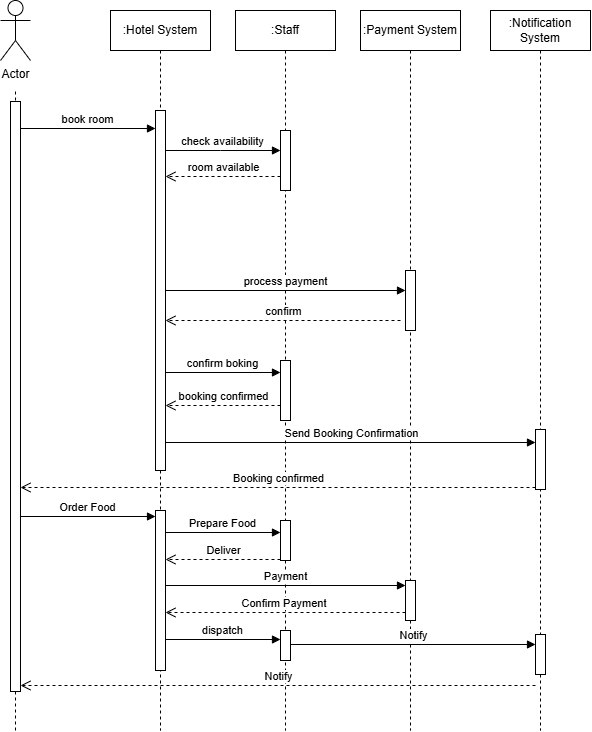 :Hotel System
:Staff
:Payment System
:Notification
System
Actor
book room
check availability
room available
process payment
confirm
confirm boking
booking confirmed
Send Booking Confirmation
Booking confirmed
Order Food
Prepare Food
Deliver
Payment
Confirm Payment
dispatch
Notify
Notify